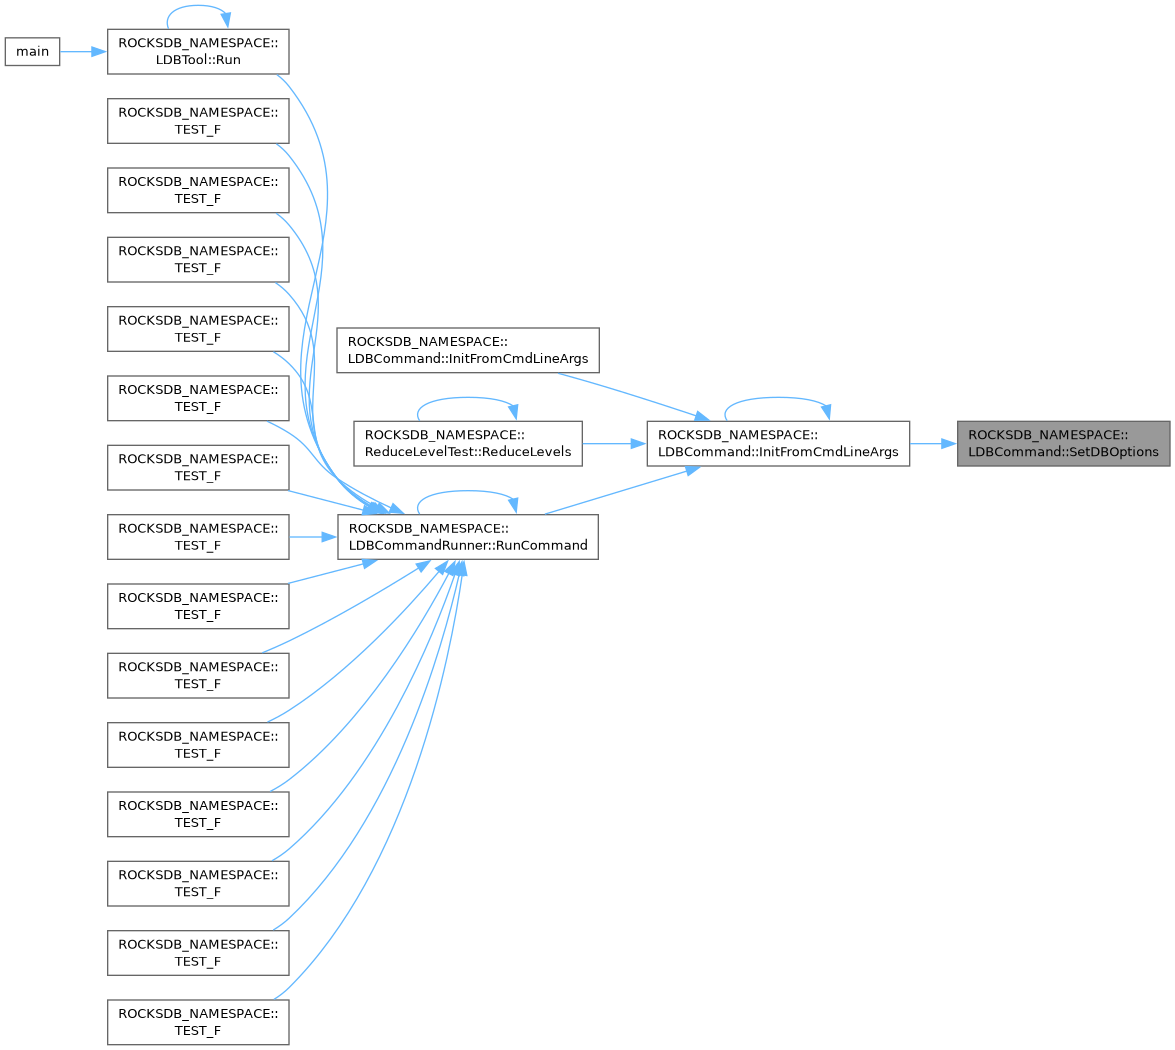 main
ROCKSDB_NAMESPACE::
LDBTool::Run
ROCKSDB_NAMESPACE::
TEST_F
ROCKSDB_NAMESPACE::
TEST_F
ROCKSDB_NAMESPACE::
TEST_F
ROCKSDB_NAMESPACE::
TEST_F
ROCKSDB_NAMESPACE::
TEST_F
ROCKSDB_NAMESPACE::
TEST_F
ROCKSDB_NAMESPACE::
TEST_F
ROCKSDB_NAMESPACE::
TEST_F
ROCKSDB_NAMESPACE::
TEST_F
ROCKSDB_NAMESPACE::
TEST_F
ROCKSDB_NAMESPACE::
TEST_F
ROCKSDB_NAMESPACE::
TEST_F
ROCKSDB_NAMESPACE::
TEST_F
ROCKSDB_NAMESPACE::
TEST_F
ROCKSDB_NAMESPACE::
LDBCommand::InitFromCmdLineArgs
ROCKSDB_NAMESPACE::
ReduceLevelTest::ReduceLevels
ROCKSDB_NAMESPACE::
LDBCommandRunner::RunCommand
ROCKSDB_NAMESPACE::
LDBCommand::InitFromCmdLineArgs
ROCKSDB_NAMESPACE::
LDBCommand::SetDBOptions